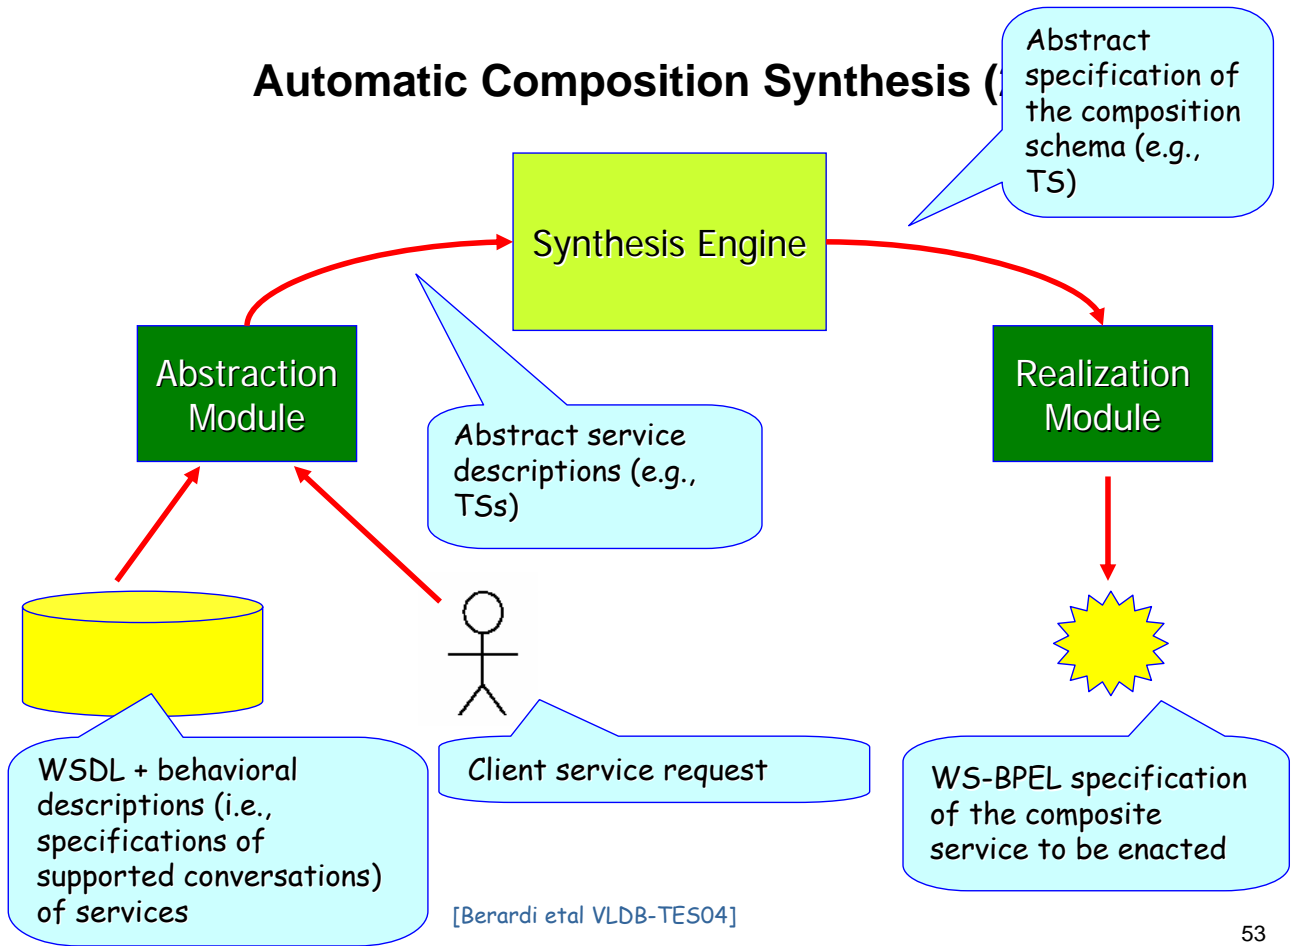 Automatic Composition Synthesis (
Abstract
specification of
the composition
schema (e.g.,
TS)
Synthesis Engine
Abstraction
Module
Realization
Module
Abstract service
descriptions (e.g.,
TSs)
WSDL + behavioral
descriptions (i.e.,
specifications of
supported conversations)
of services
Client service request
WS-BPEL specification
of the composite
service to be enacted
[Berardi etal VLDB-TES04]
53